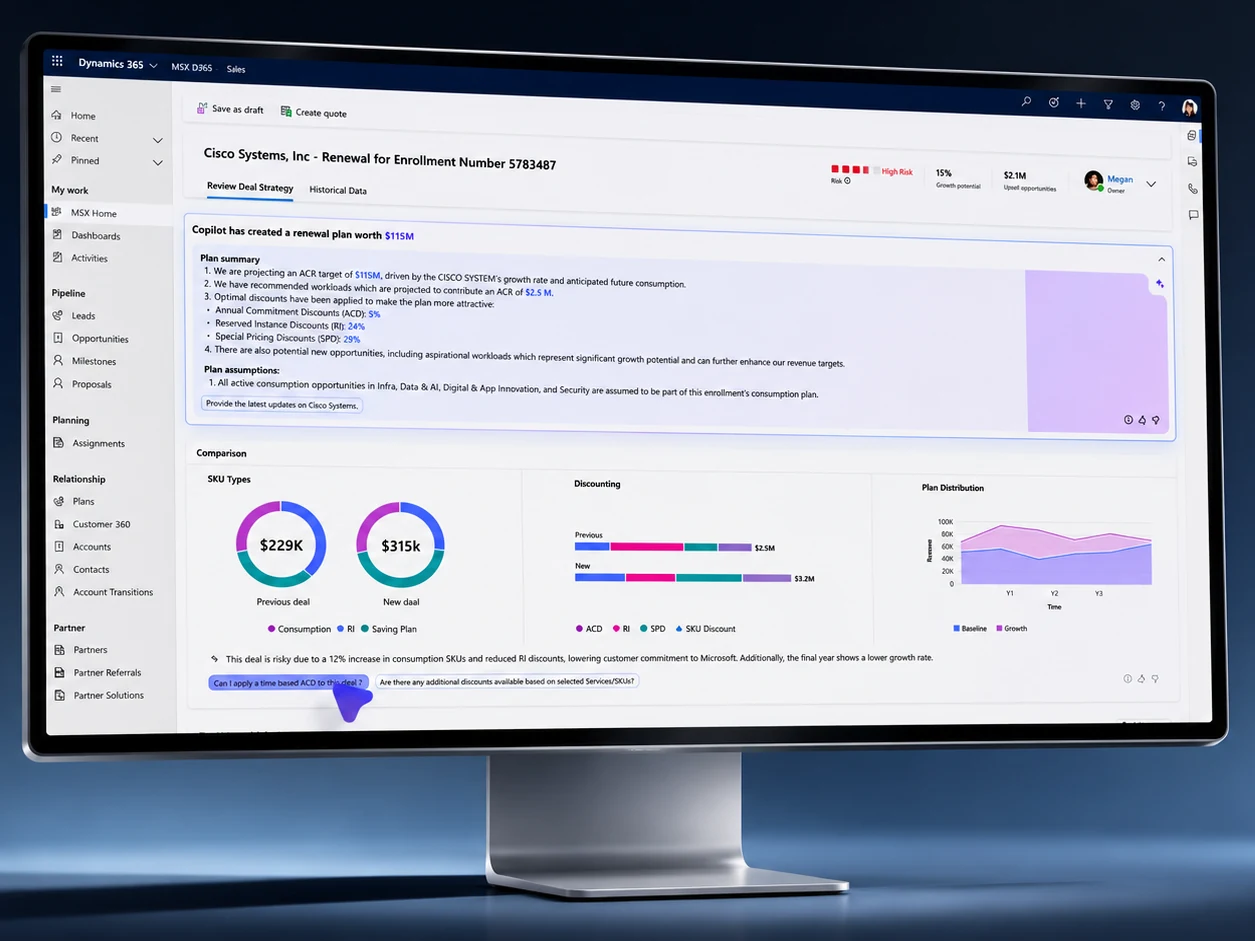 Dynamics 365 MSX D365 Sales
Home
Recent
Pinned
My work
MSX Home
Dashboards
Activities
Pipeline
Leads
Opportunities
Milestones
Proposals
Planning
Assignments
Relationship
Plans
Customer 360
Accounts
Contacts
Account Transitions
Partner
Partners
Partner Referrals
Partner Solutions
Save as draft Create quote
Cisco Systems, Inc - Renewal for Enrollment Number 5783487
Review Deal Strategy Historical Data
High Risk
Risk
15%
Growth potential
$2.1M
Upsell opportunities
Megan
Owner
Copilot has created a renewal plan worth $115M
Plan summary
1. We are projecting an ACR target of $115M, driven by the CISCO SYSTEM's growth rate and anticipated future consumption.
2. We have recommended workloads which are projected to contribute an ACR of $2.5 M.
3. Optimal discounts have been applied to make the plan more attractive:
• Annual Commitment Discounts (ACD): 5%
• Reserved Instance Discounts (RI): 24%
• Special Pricing Discounts (SPD): 29%
4. There are also potential new opportunities, including aspirational workloads which represent significant growth potential and can further enhance our revenue targets.
Plan assumptions:
1. All active consumption opportunities in Infra, Data & AI, Digital & App Innovation, and Security are assumed to be part of this enrollment's consumption plan.
Provide the latest updates on Cisco Systems.
Comparison
SKU Types
$229K
Previous deal
$315k
New daal
Consumption RI Saving Plan
Discounting
Previous
$2.5M
New
$3.2M
ACD RI SPD SKU Discount
Plan Distribution
100K
80K
60K
40K
20K
0
Revenue
Y1 Y2 Y3
Time
Baseline Growth
This deal is risky due to a 12% increase in consumption SKUs and reduced RI discounts, lowering customer commitment to Microsoft. Additionally, the final year shows a lower growth rate.
Can I apply a time based ACD to this deal ?
Are there any additional discounts available based on selected Services/SKUs?